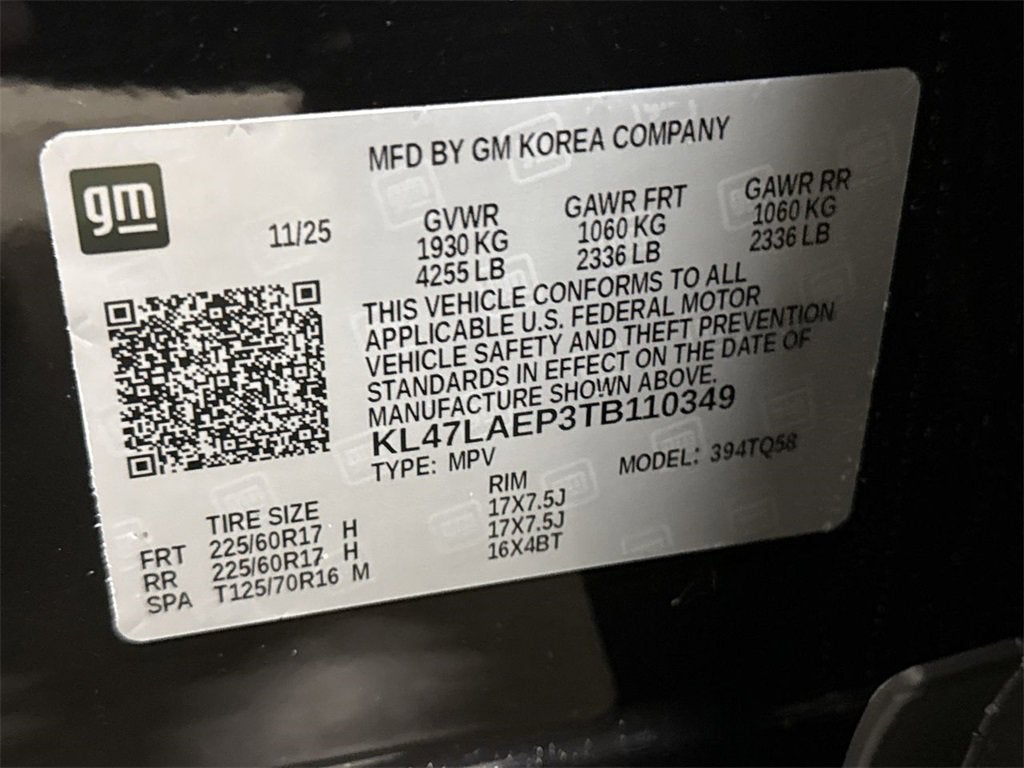 MFD BY GM KOREA COMPANY
gm
11/25
GVWR GAWR FRT GAWR RR
1930 KG 1060 KG 1060 KG
4255 LB 2336 LB 2336 LB
THIS VEHICLE CONFORMS TO ALL
APPLICABLE U.S. FEDERAL MOTOR
VEHICLE SAFETY AND THEFT PREVENTION
STANDARDS IN EFFECT ON THE DATE OF
MANUFACTURE SHOWN ABOVE.
KL47LAEP3TB110349
TYPE: MPV MODEL: 394TQ58
TIRE SIZE RIM
FRT 225/60R17 H 17X7.5J
RR 225/60R17 H 17X7.5J
SPA T125/70R16 M 16X4BT